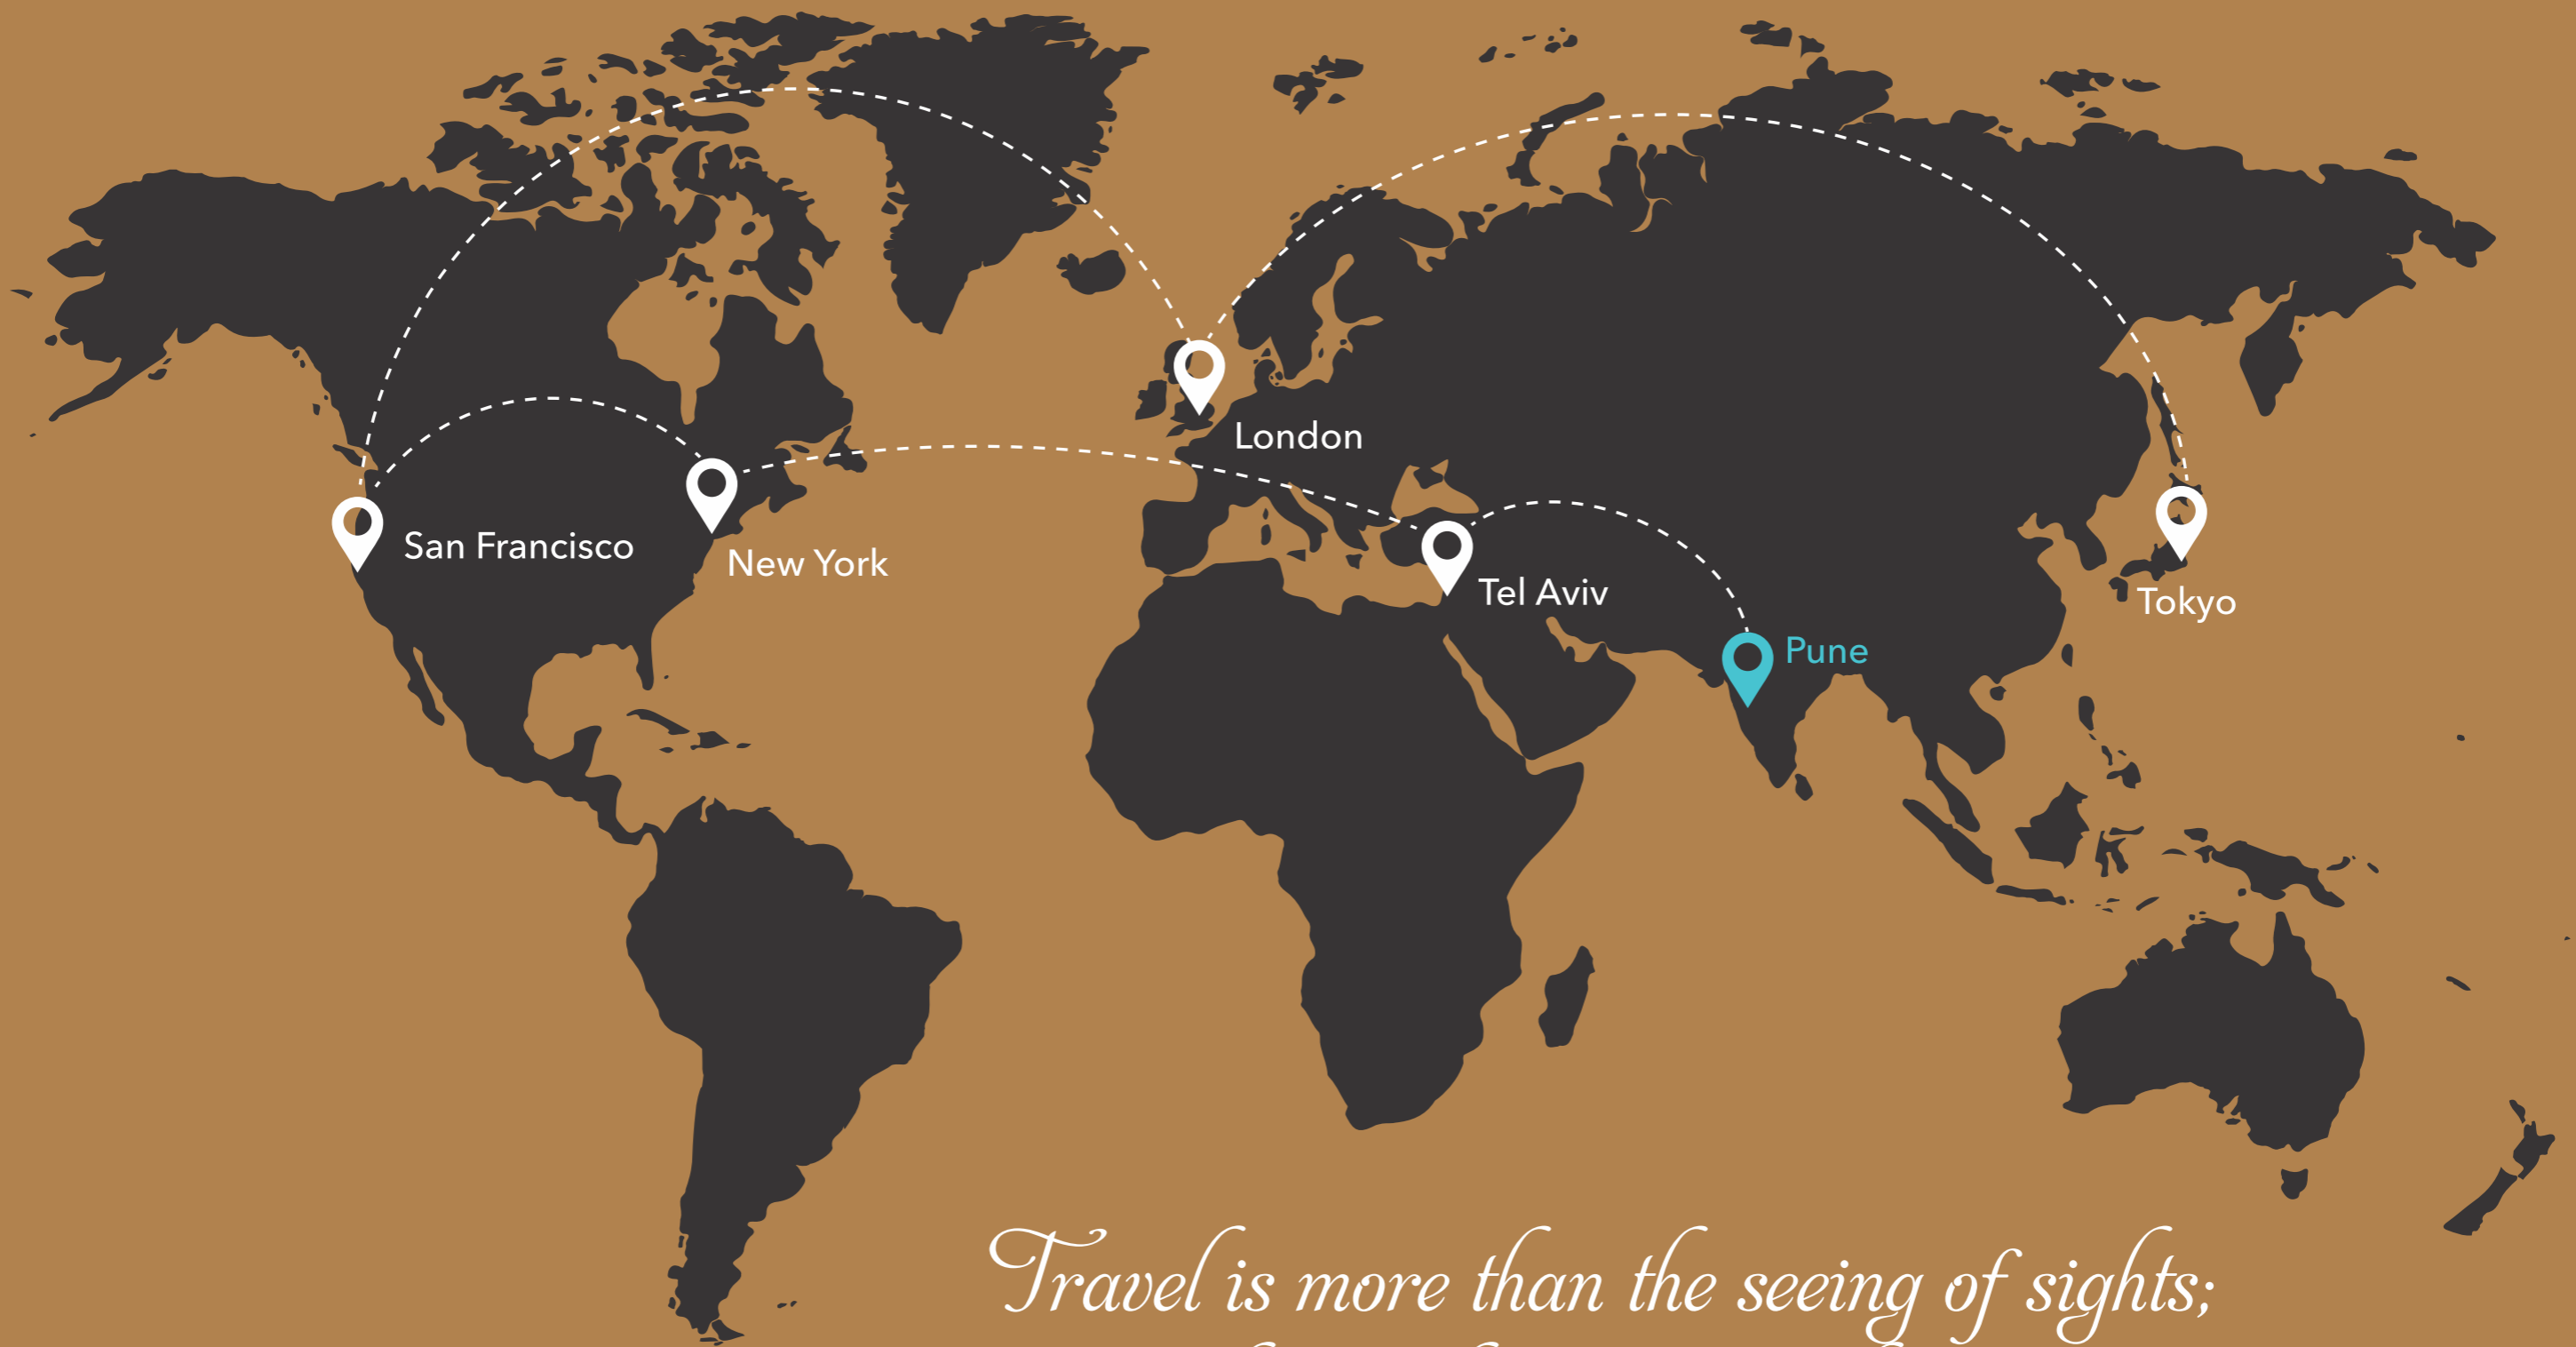 London
San Francisco
New York
Tel Aviv
Tokyo
Pune
Travel is more than the seeing of sights;